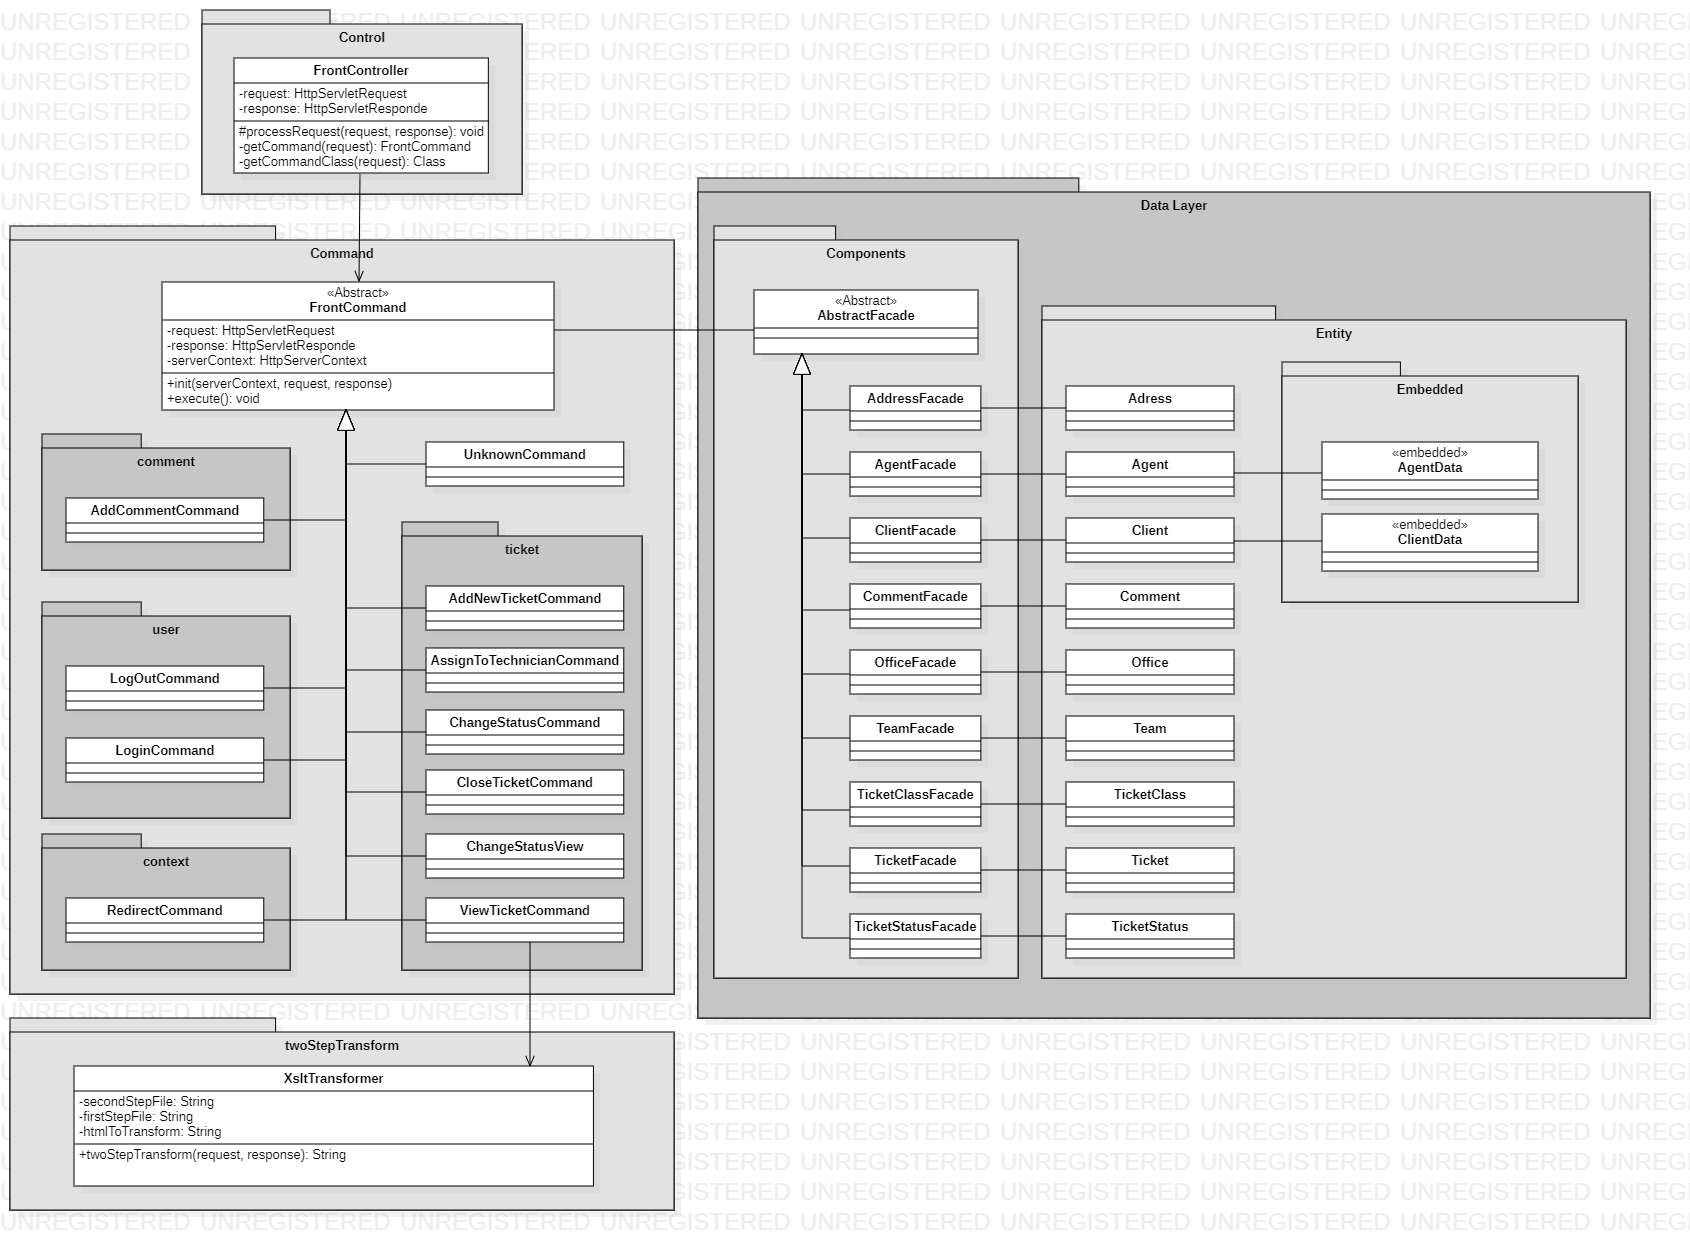 Control
FrontController
-request: HttpServletRequest
-response: HttpServletResponde
#processRequest(request, response): void
-getCommand(request): FrontCommand
-getCommandClass(request): Class
Command
«Abstract»
FrontCommand
-request: HttpServletRequest
-response: HttpServletResponde
-serverContext: HttpServerContext
+init(serverContext, request, response)
+execute(): void
comment
AddCommentCommand
user
LogOutCommand
LoginCommand
context
RedirectCommand
UnknownCommand
ticket
AddNewTicketCommand
AssignToTechnicianCommand
ChangeStatusCommand
CloseTicketCommand
ChangeStatusView
ViewTicketCommand
twoStepTransform
XsltTransformer
-secondStepFile: String
-firstStepFile: String
-htmlToTransform: String
+twoStepTransform(request, response): String
Data Layer
Components
«Abstract»
AbstractFacade
AddressFacade
AgentFacade
ClientFacade
CommentFacade
OfficeFacade
TeamFacade
TicketClassFacade
TicketFacade
TicketStatusFacade
Entity
Adress
Agent
Client
Comment
Office
Team
TicketClass
Ticket
TicketStatus
Embedded
«embedded»
AgentData
«embedded»
ClientData
UNREGISTERED